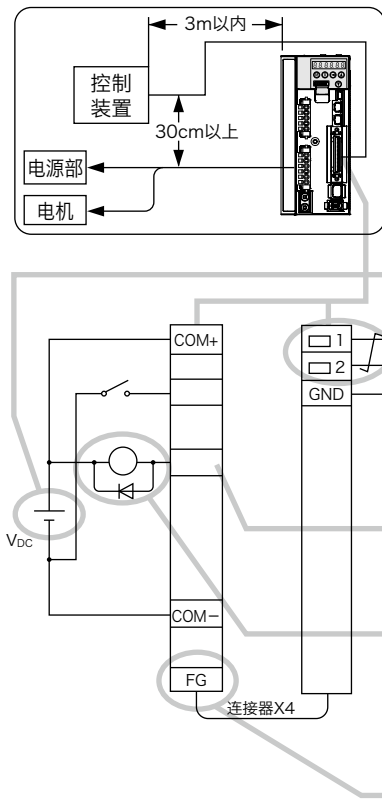 3m以内
控制
装置
30cm以上
电源部
电机
COM+
1
2
GND
VDC
COM−
FG
连接器X4